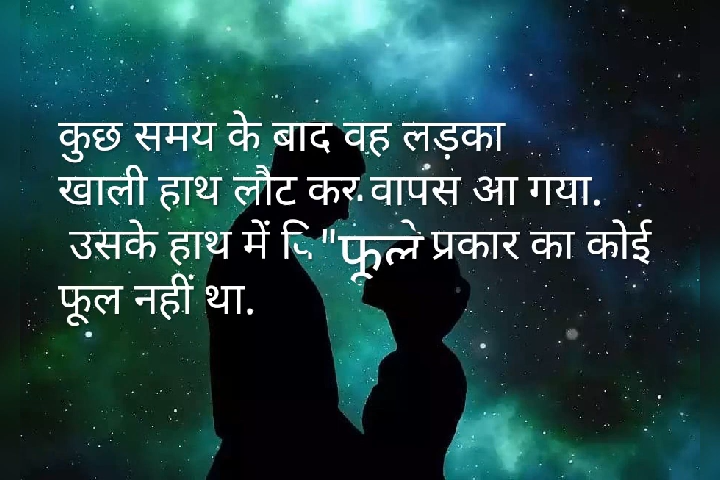 कुछ समय के बाद वह लड़का
खाली हाथ लौट कर वापस आ गया.
उसके हाथ में "फूल प्रकार का कोई
फूल नहीं था.